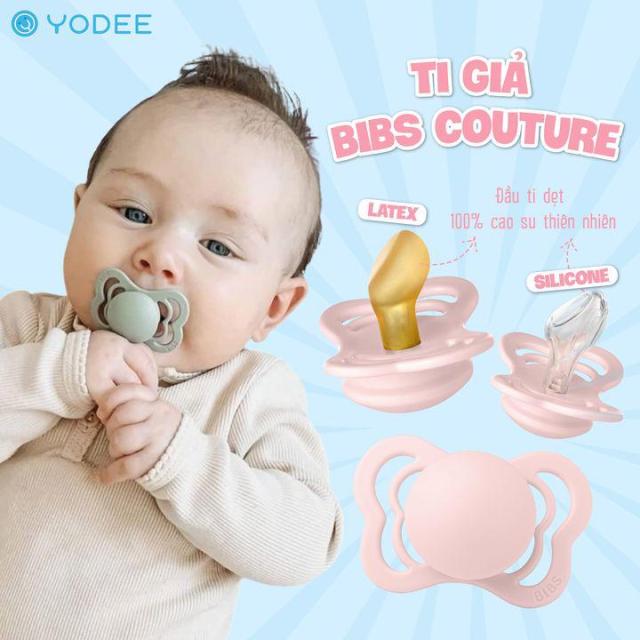 YODEE
TI GIẢ
BIBS COUTURE
LATEX
Đầu ti dẹt
100% cao su thiên nhiên
SILICONE
BIBS